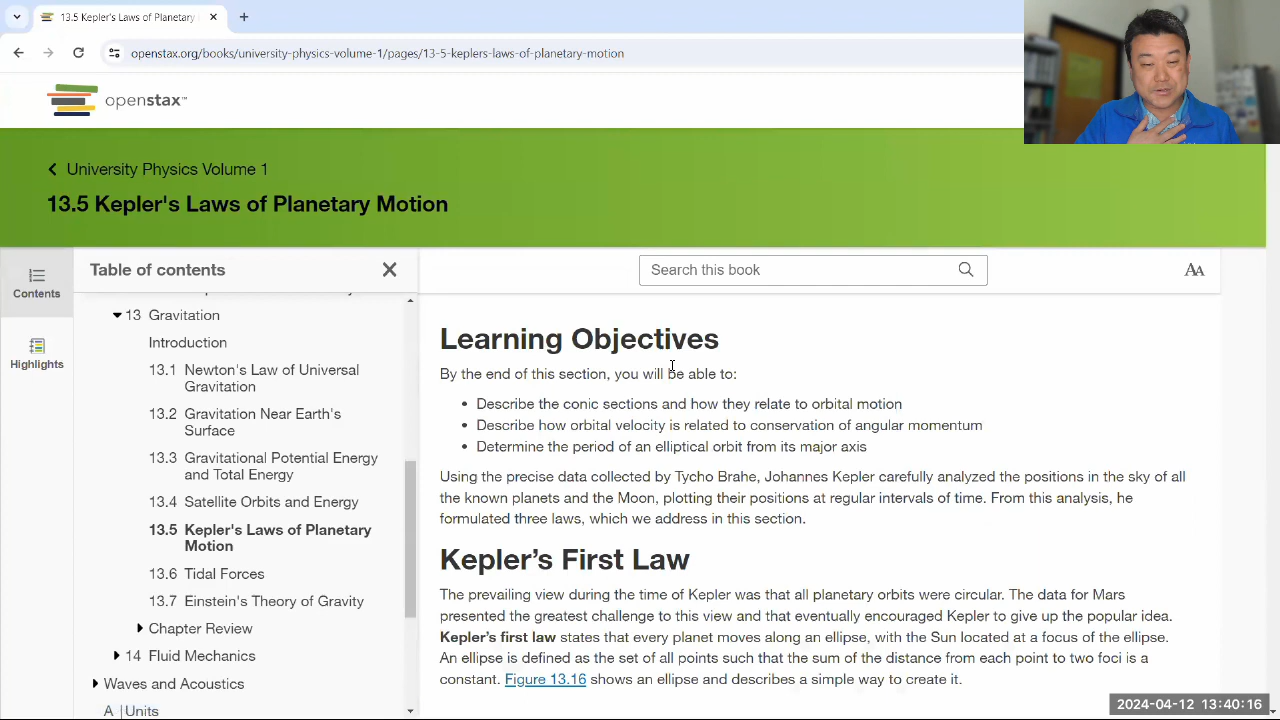 13.5 Kepler's Laws of Planetary
openstax.org/books/university-physics-volume-1/pages/13-5-keplers-laws-of-planetary-motion
openstax™
University Physics Volume 1
13.5 Kepler's Laws of Planetary Motion
Contents
Highlights
Table of contents
13 Gravitation
Introduction
13.1 Newton's Law of Universal
Gravitation
13.2 Gravitation Near Earth's
Surface
13.3 Gravitational Potential Energy
and Total Energy
13.4 Satellite Orbits and Energy
13.5 Kepler's Laws of Planetary
Motion
13.6 Tidal Forces
13.7 Einstein's Theory of Gravity
Chapter Review
14 Fluid Mechanics
Waves and Acoustics
A | Units
Search this book
AA
Learning Objectives
By the end of this section, you will be able to:
• Describe the conic sections and how they relate to orbital motion
• Describe how orbital velocity is related to conservation of angular momentum
• Determine the period of an elliptical orbit from its major axis
Using the precise data collected by Tycho Brahe, Johannes Kepler carefully analyzed the positions in the sky of all
the known planets and the Moon, plotting their positions at regular intervals of time. From this analysis, he
formulated three laws, which we address in this section.
Kepler’s First Law
The prevailing view during the time of Kepler was that all planetary orbits were circular. The data for Mars
presented the greatest challenge to this view and that eventually encouraged Kepler to give up the popular idea.
Kepler’s first law states that every planet moves along an ellipse, with the Sun located at a focus of the ellipse.
An ellipse is defined as the set of all points such that the sum of the distance from each point to two foci is a
constant. Figure 13.16 shows an ellipse and describes a simple way to create it.
2024-04-12 13:40:16